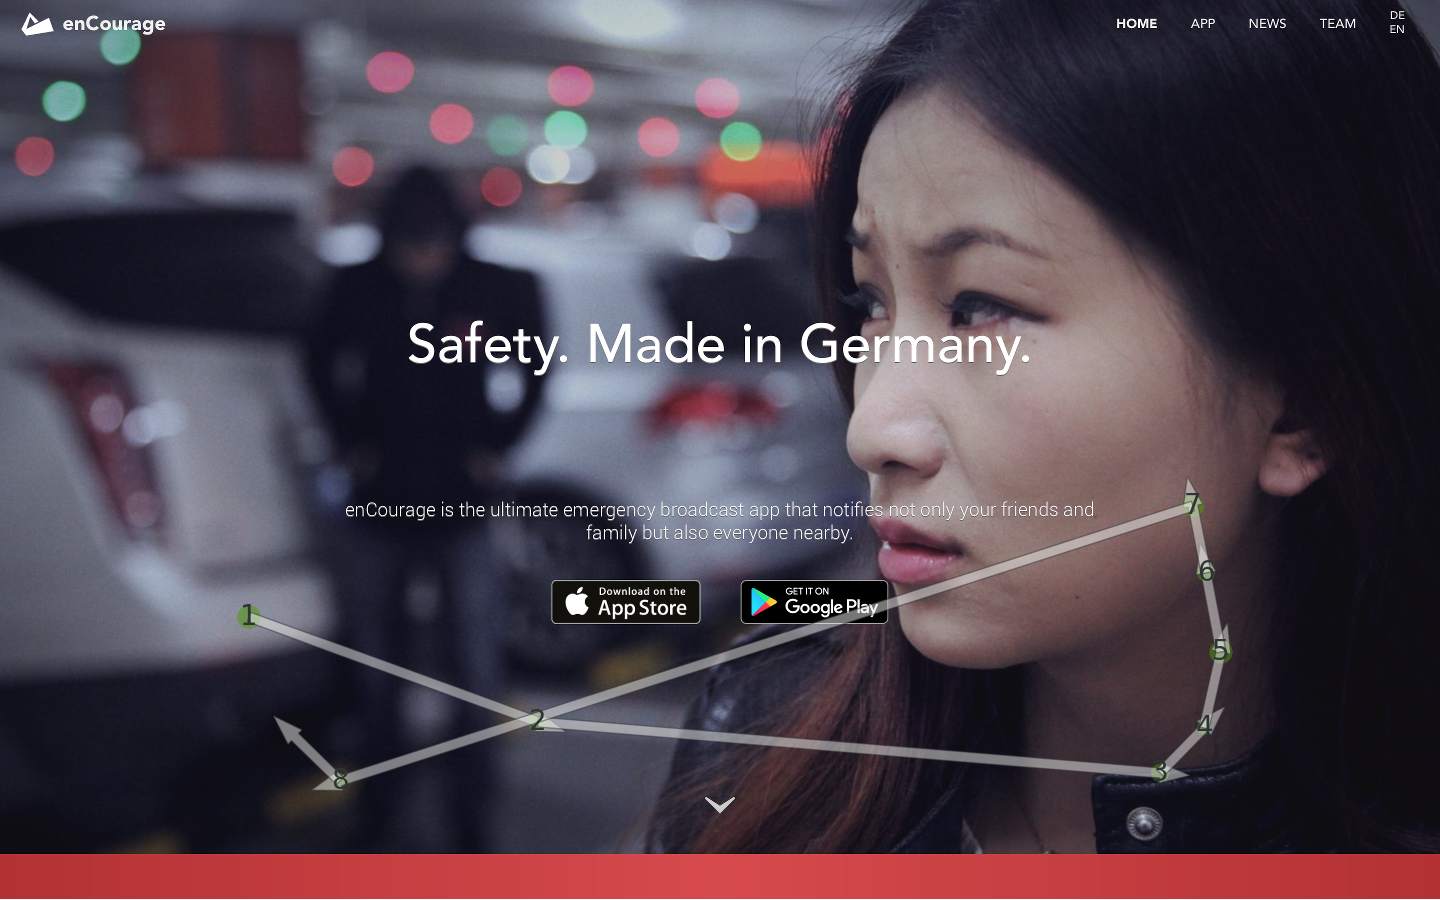 enCourage
HOME APP NEWS TEAM DE
EN
Safety. Made in Germany.
enCourage is the ultimate emergency broadcast app that notifies not only your friends and
family but also everyone nearby.
Download on the
App Store
GET IT ON
Google Play
1
2
3
4
5
6
7
8